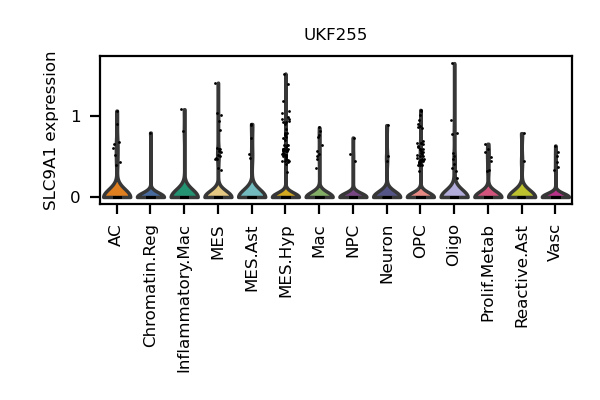 UKF255
SLC9A1 expression
1
0
AC
Chromatin.Reg
Inflammatory.Mac
MES
MES.Ast
MES.Hyp
Mac
NPC
Neuron
OPC
Oligo
Prolif.Metab
Reactive.Ast
Vasc